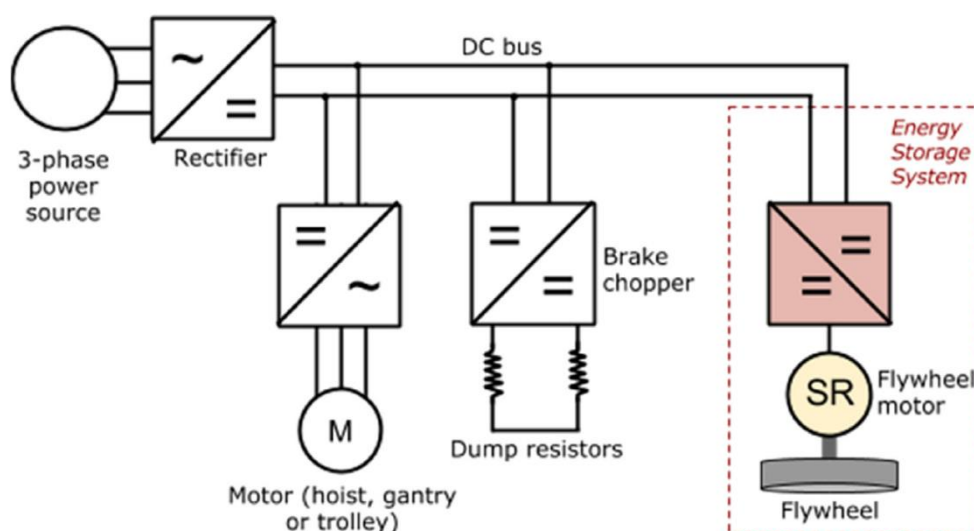 DC bus
~
=
Energy
Storage
System
3-phase
power
source
Rectifier
=
~
=
=
Brake
chopper
=
=
M
SR
Flywheel
motor
Dump resistors
Motor (hoist, gantry
or trolley)
Flywheel